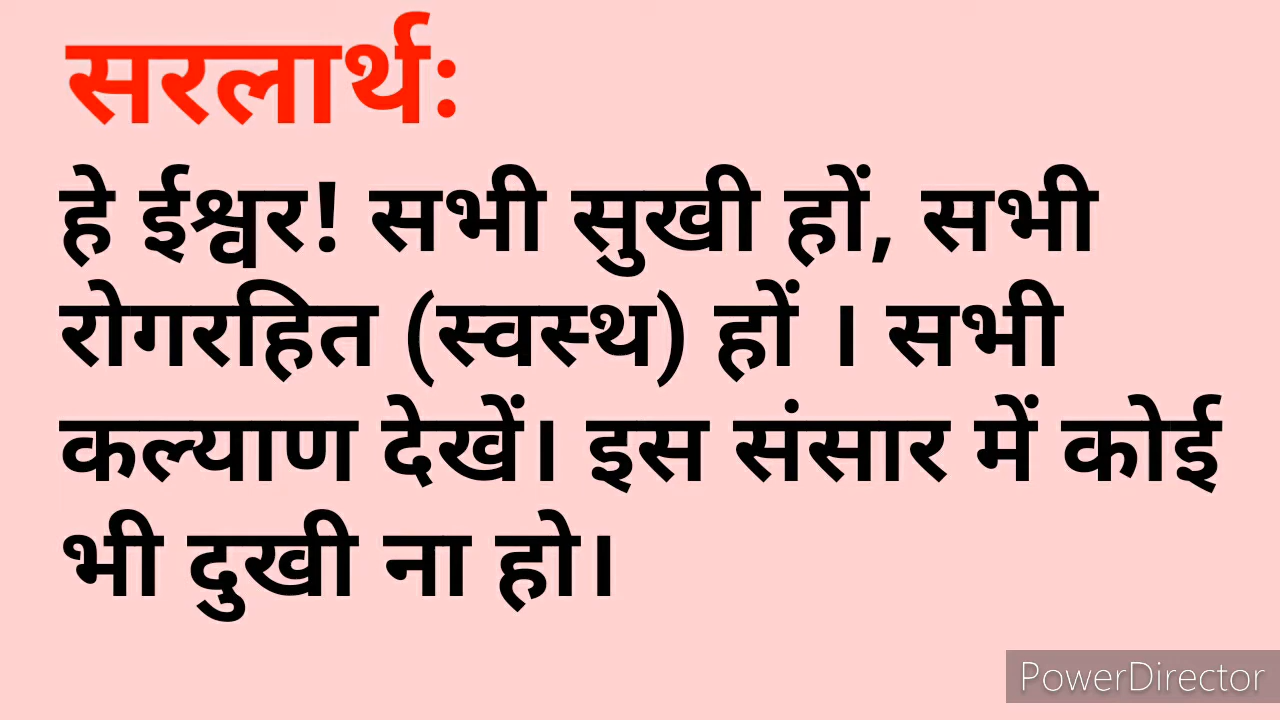 सरलार्थः
हे ईश्वर! सभी सुखी हों, सभी
रोगरहित (स्वस्थ) हों । सभी
कल्याण देखें। इस संसार में कोई
भी दुखी ना हो।
PowerDirector